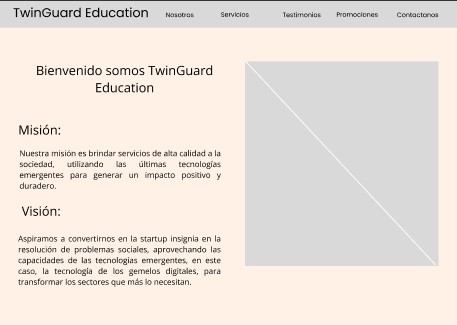 TwinGuard Education
Nosotros
Servicios
Testimonios
Promociones
Contactanos
Bienvenido somos TwinGuard
Education
Misión:
Nuestra misión es brindar servicios de alta calidad a la
sociedad, utilizando las últimas tecnologías
emergentes para generar un impacto positivo y
duradero.
Visión:
Aspiramos a convertirnos en la startup insignia en la
resolución de problemas sociales, aprovechando las
capacidades de las tecnologías emergentes, en este
caso, la tecnología de los gemelos digitales, para
transformar los sectores que más lo necesitan.